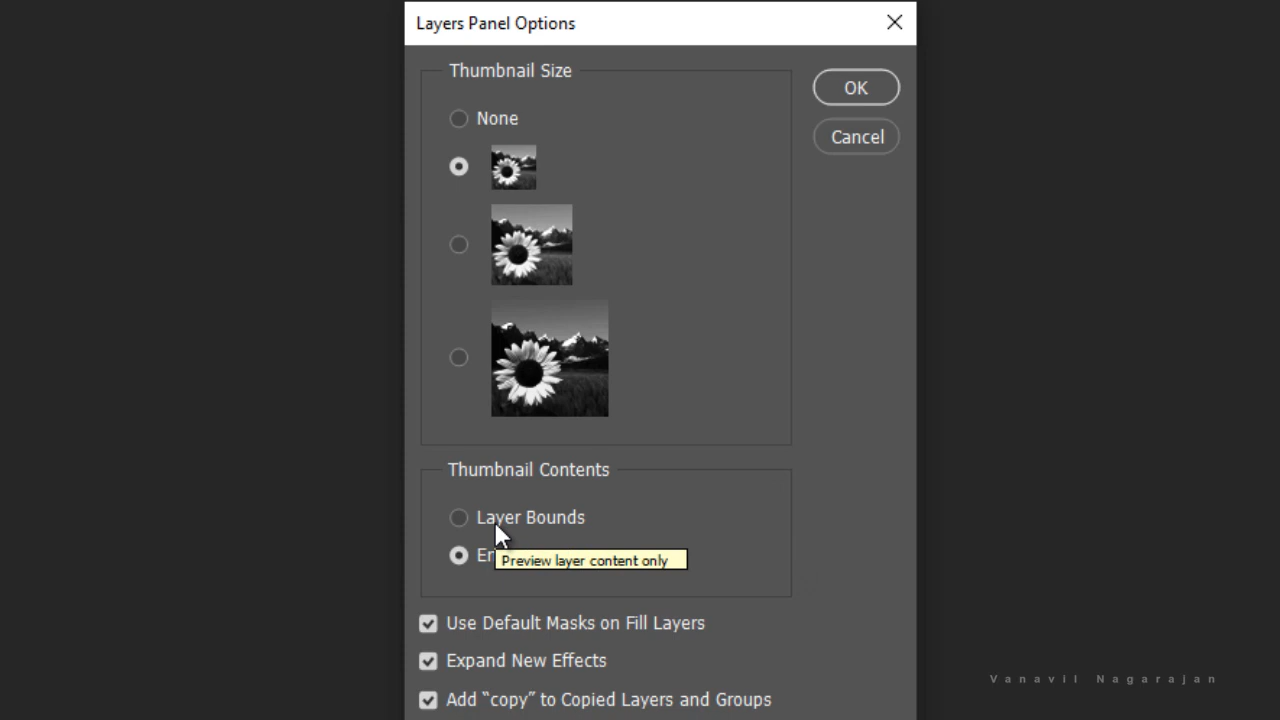 Layers Panel Options
Thumbnail Size
OK
None
Cancel
Thumbnail Contents
Layer Bounds
Preview layer content only
Use Default Masks on Fill Layers
Expand New Effects
Vanavil Nagarajan
Add “copy” to Copied Layers and Groups